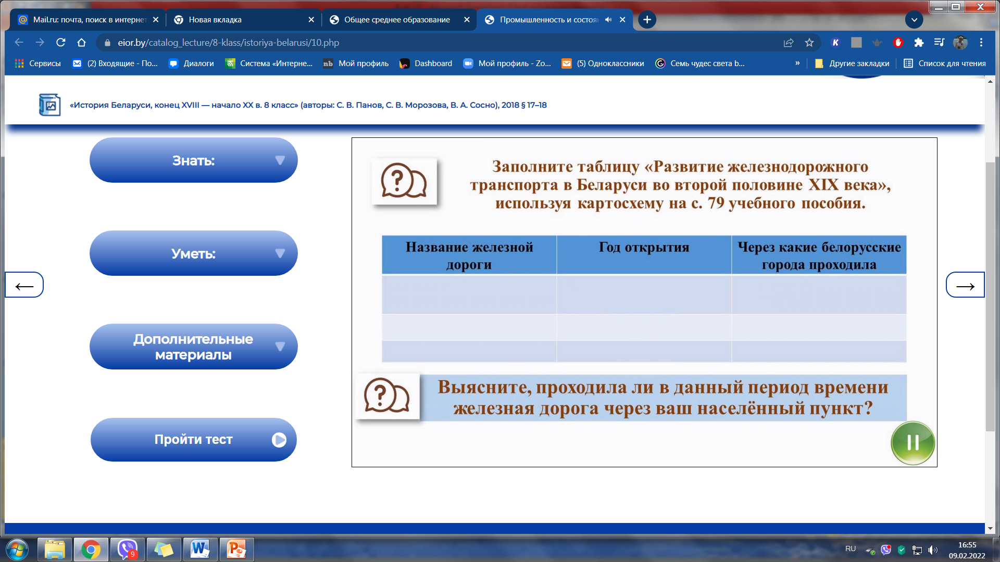 Mail.ru: почта, поиск в интернет
Новая вкладка
Общее среднее образование
Промышленность и состоян
eior.by/catalog_lecture/8-klass/istoriya-belarusi/10.php
Сервисы
(2) Входящие - По...
Диалоги
Система «Интерне...
nb Мой профиль
Dashboard
Мой профиль - Zo...
(5) Одноклассники
Семь чудес света b...
»
Другие закладки
Список для чтения
«История Беларуси, конец XVIII — начало XX в. 8 класс» (авторы: С. В. Панов, С. В. Морозова, В. А. Сосно), 2018 § 17–18
Знать:
Уметь:
Дополнительные
материалы
Пройти тест
←
→
Заполните таблицу «Развитие железнодорожного
транспорта в Беларуси во второй половине XIX века»,
используя картосхему на с. 79 учебного пособия.
Название железной
дороги
Год открытия
Через какие белорусские
города проходила
Выясните, проходила ли в данный период времени
железная дорога через ваш населённый пункт?
9
RU
16:55
09.02.2022